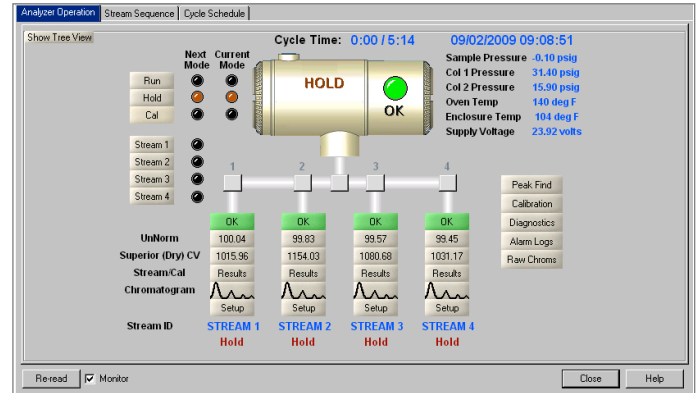 Analyzer Operation Stream Sequence Cycle Schedule
Show Tree View
Cycle Time: 0:00 / 5:14 09/02/2009 09:08:51
Next Mode Current Mode
Run
Hold
Cal
HOLD
OK
Sample Pressure -0.10 psig
Col 1 Pressure 31.40 psig
Col 2 Pressure 15.90 psig
Oven Temp 140 deg F
Enclosure Temp 104 deg F
Supply Voltage 23.92 volts
Stream 1
Stream 2
Stream 3
Stream 4
1 2 3 4
Peak Find
Calibration
Diagnostics
Alarm Logs
Raw Chroms
OK OK OK OK
UnNorm 100.04 99.83 99.57 99.45
Superior (Dry) CV 1015.96 1154.03 1080.68 1031.17
Stream/Cal Results Results Results Results
Chromatogram
Setup Setup Setup Setup
Stream ID STREAM 1 STREAM 2 STREAM 3 STREAM 4
Hold Hold Hold Hold
Re-read Monitor Close Help